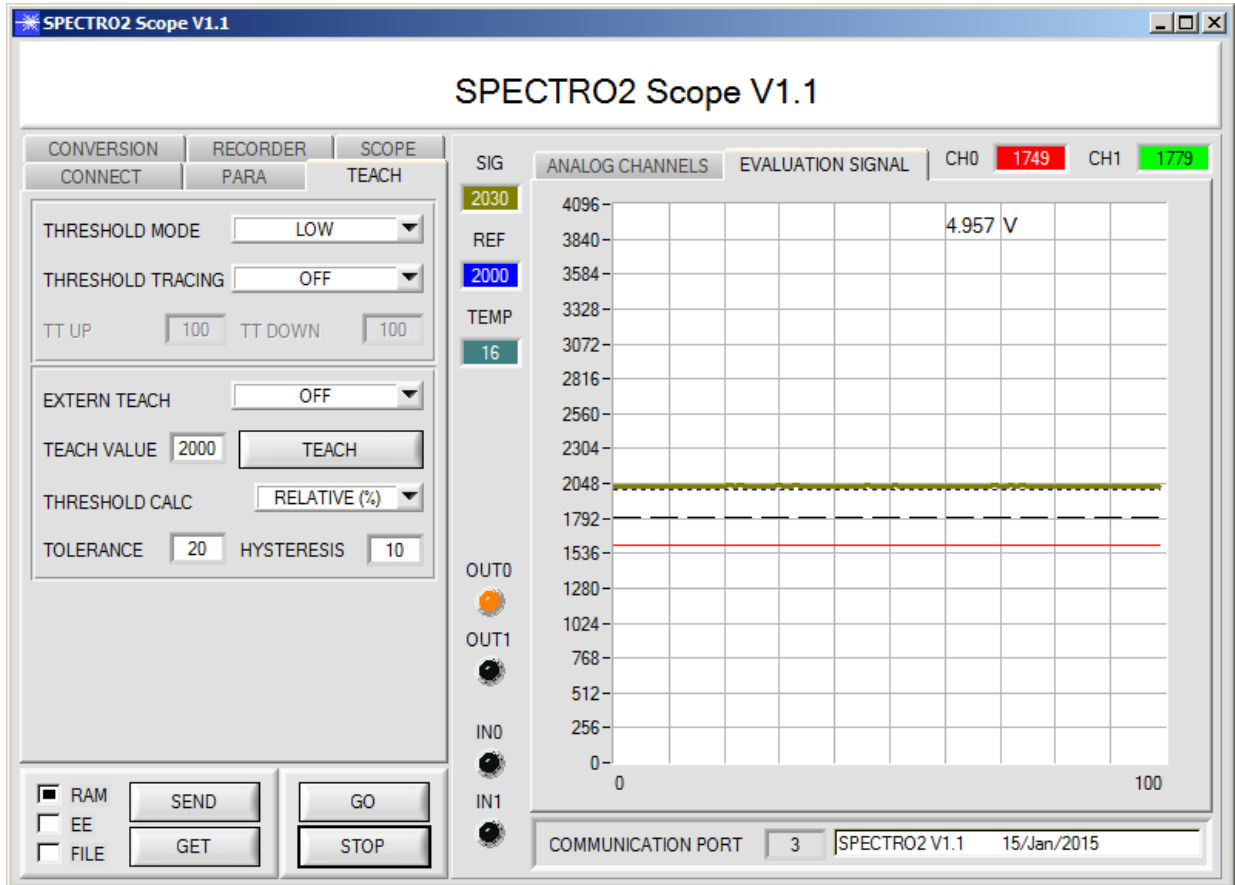 SPECTRO2 Scope V1.1
SPECTRO2 Scope V1.1
CONVERSION RECORDER SCOPE
CONNECT PARA TEACH
THRESHOLD MODE LOW
THRESHOLD TRACING OFF
TT UP 100 TT DOWN 100
EXTERN TEACH OFF
TEACH VALUE 2000 TEACH
THRESHOLD CALC RELATIVE (%)
TOLERANCE 20 HYSTERESIS 10
RAM SEND
EE
FILE GET
GO
STOP
SIG
2030
REF
2000
TEMP
16
OUT0
OUT1
IN0
IN1
ANALOG CHANNELS EVALUATION SIGNAL CH0 1749 CH1 1779
4.957 V
4096
3840
3584
3328
3072
2816
2560
2304
2048
1792
1536
1280
1024
768
512
256
0
0 100
COMMUNICATION PORT 3 SPECTRO2 V1.1 15/Jan/2015